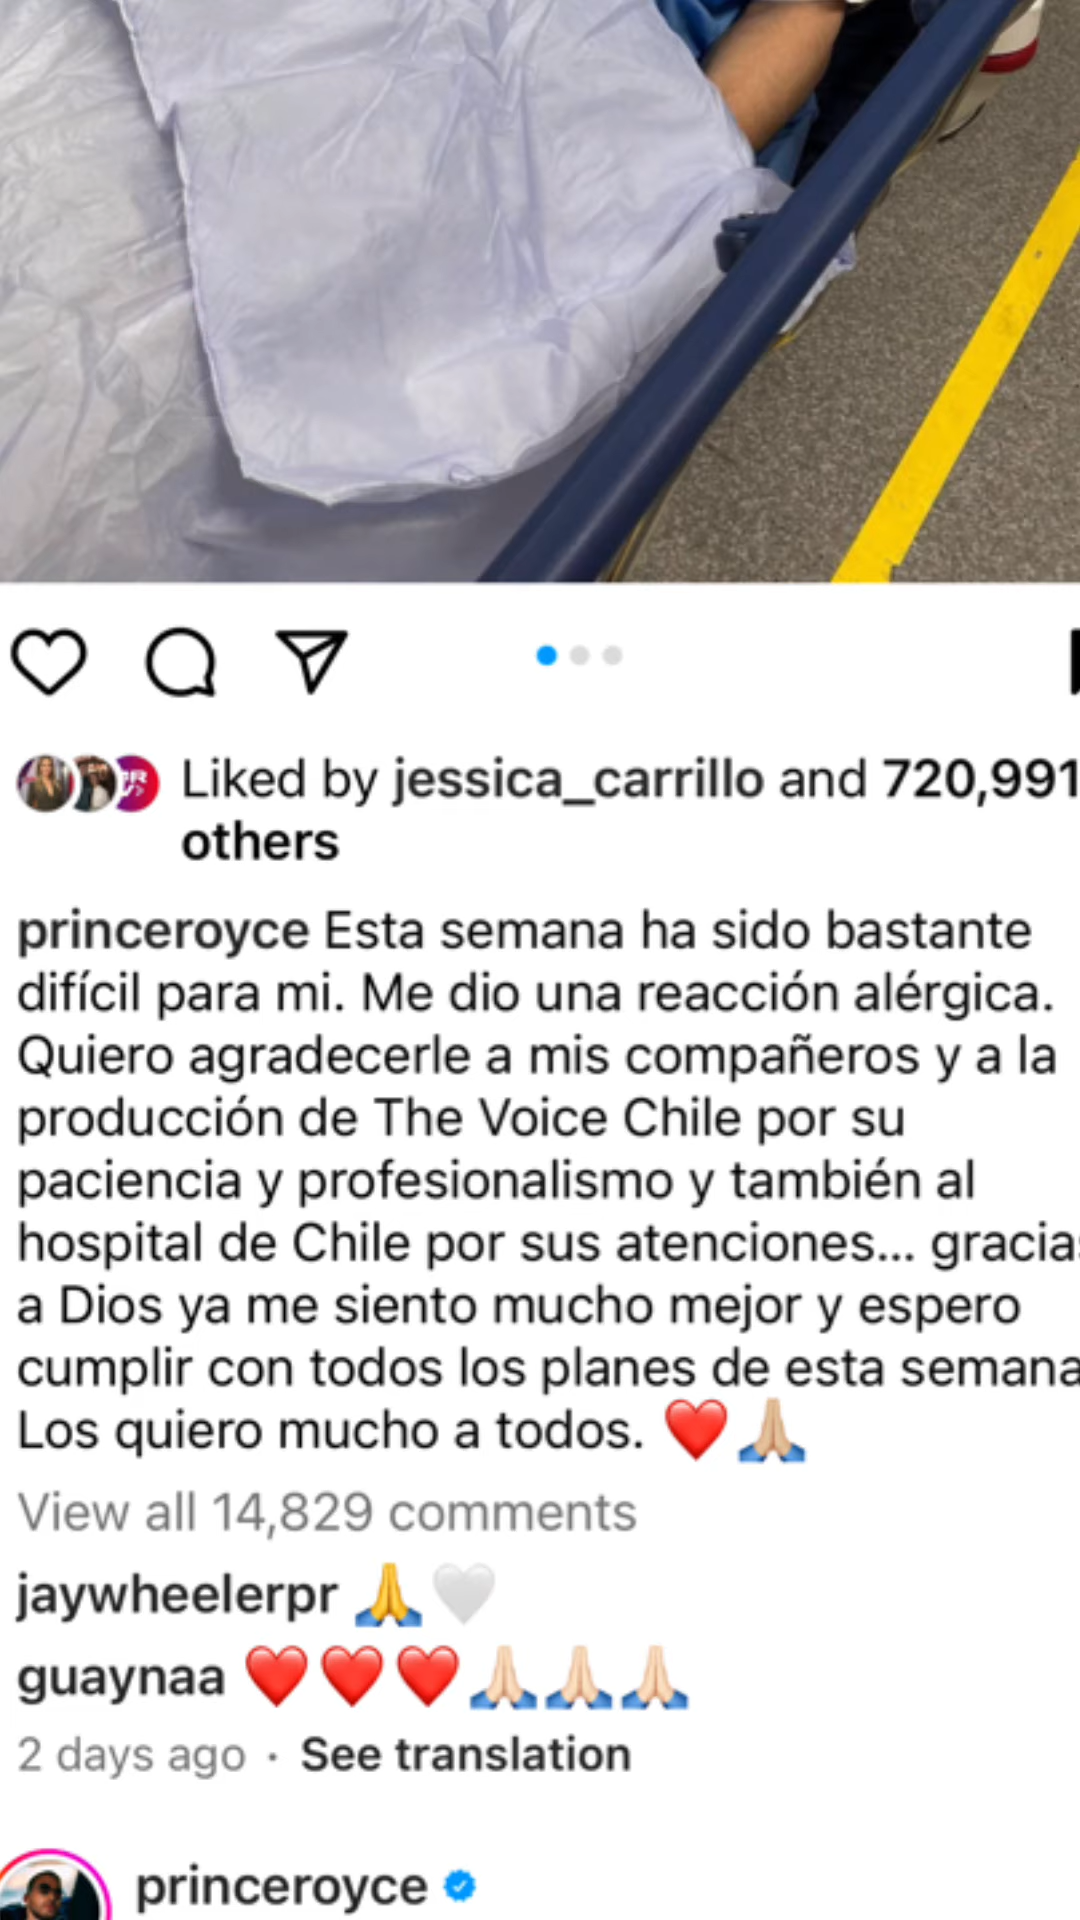 Liked by jessica_carrillo and 720,991
others
princeroyce Esta semana ha sido bastante
difícil para mi. Me dio una reacción alérgica.
Quiero agradecerle a mis compañeros y a la
producción de The Voice Chile por su
paciencia y profesionalismo y también al
hospital de Chile por sus atenciones... gracias
a Dios ya me siento mucho mejor y espero
cumplir con todos los planes de esta semana
Los quiero mucho a todos. ❤️🙏🏼
View all 14,829 comments
jaywheelerpr 🙏🤍
guaynaa ❤️❤️❤️🙏🏻🙏🏻🙏🏻
2 days ago · See translation
princeroyce